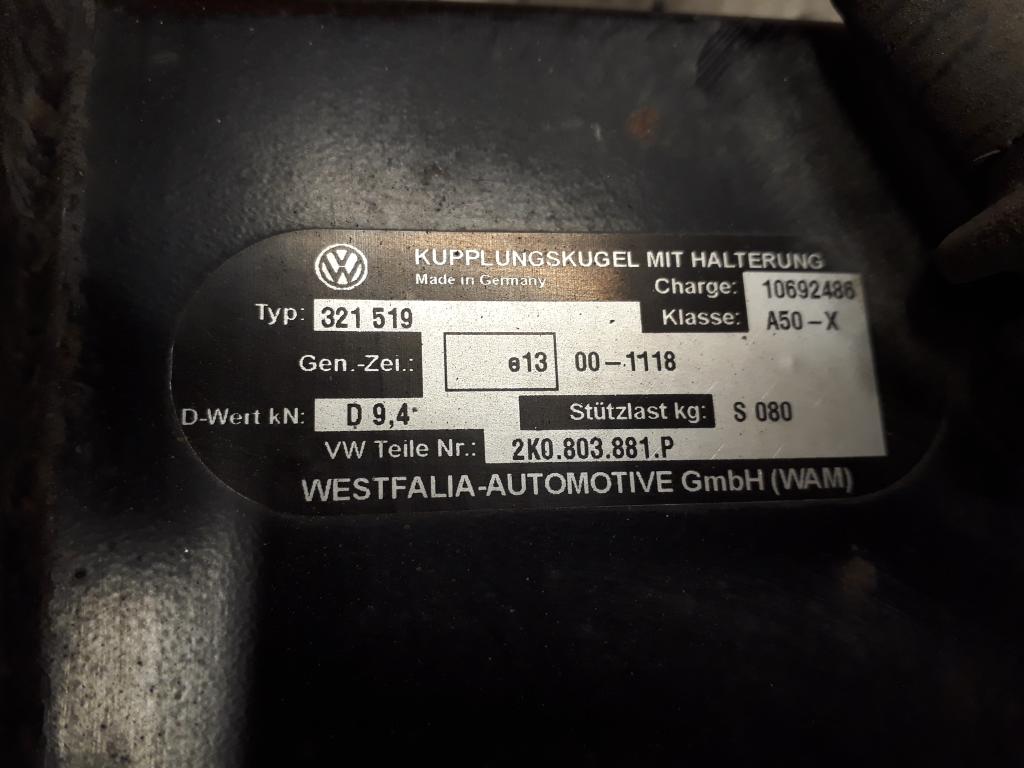 KUPPLUNGSKUGEL MIT HALTERUNG
Made in Germany
Charge: 10692486
Typ: 321 519 Klasse: A50-X
Gen.-Zei.: e13 00-1118
D-Wert kN: D 9,4 Stützlast kg: S 080
VW Teile Nr.: 2K0.803.881.P
WESTFALIA-AUTOMOTIVE GmbH (WAM)